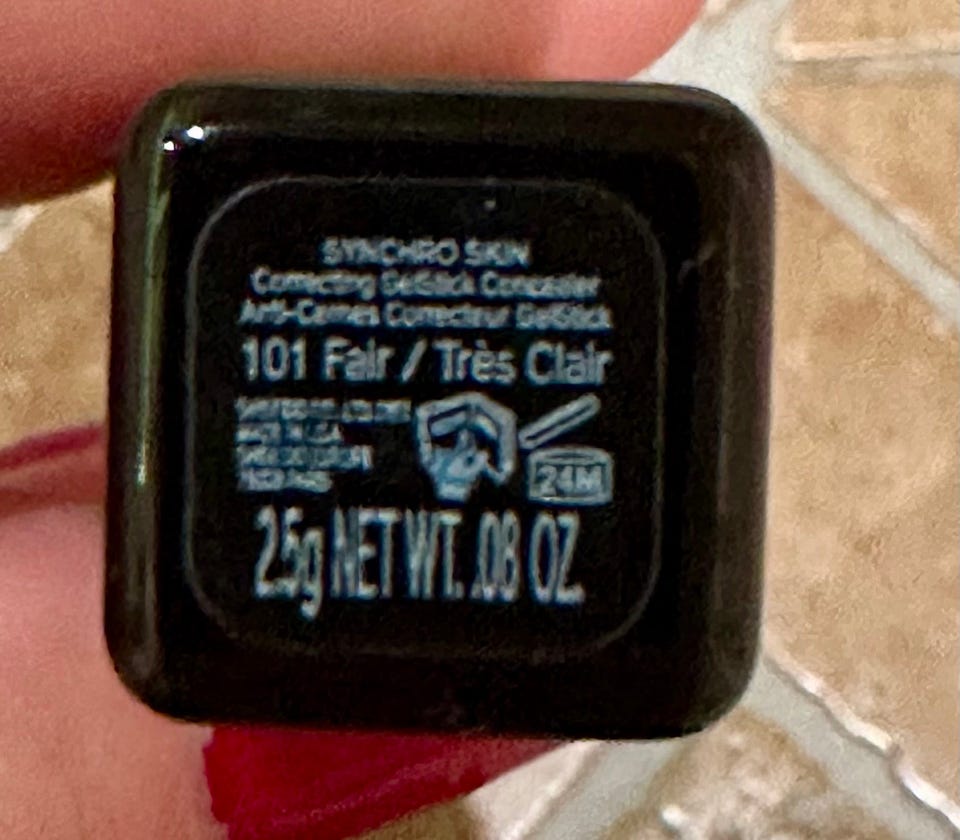 SYNCHRO SKIN
Correcting GelStick Concealer
Anti-Cernes Correcteur GelStick
101 Fair / Très Clair
24M
2.5g NET WT. .08 OZ.